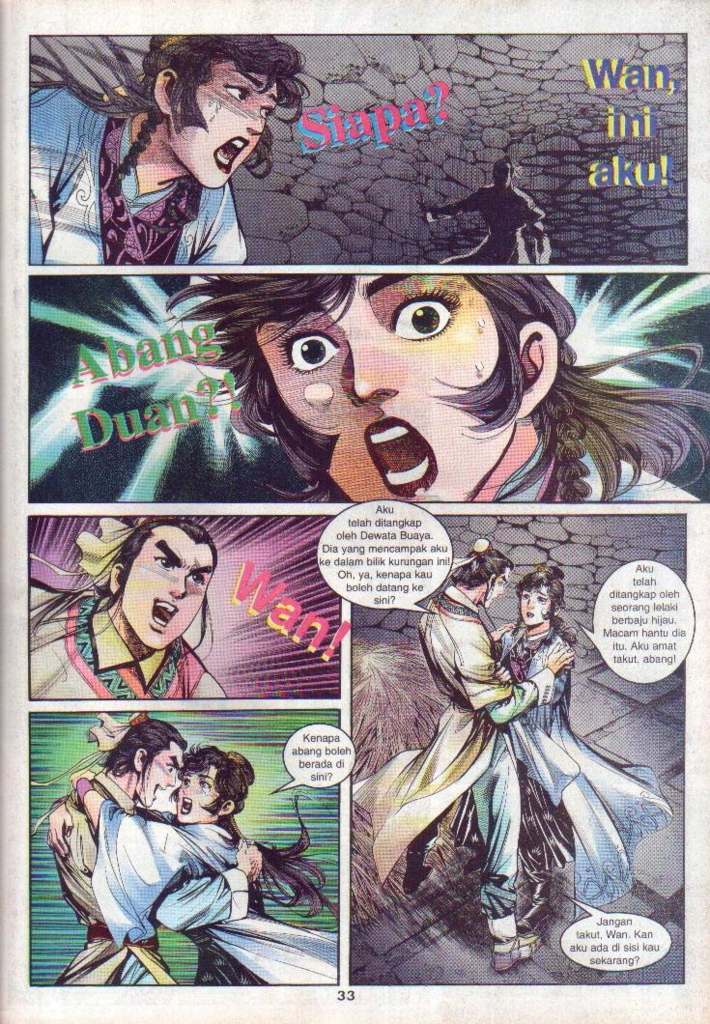 Siapa?
Wan,
ini
aku!
Abang
Duan?!
Wan!
Kenapa
abang boleh
berada di
sini?
Aku
telah ditangkap
oleh Dewata Buaya.
Dia yang mencampak aku
ke dalam bilik kurungan ini!
Oh, ya, kenapa kau
boleh datang ke
sini?
Aku
telah
ditangkap oleh
seorang lelaki
berbaju hijau.
Macam hantu dia
itu. Aku amat
takut, abang!
Jangan
takut, Wan. Kan
aku ada di sisi kau
sekarang?
33